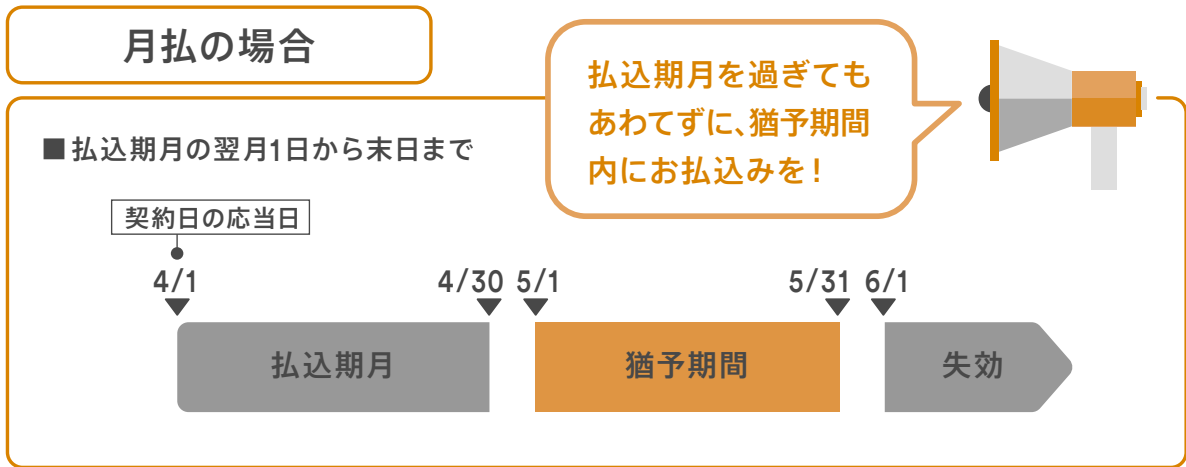 月払の場合
払込期月を過ぎても
あわてずに、猶予期間
内にお払込みを！
■払込期月の翌月1日から末日まで
契約日の応当日
4/1 4/30 5/1 5/31 6/1
払込期月 猶予期間 失効